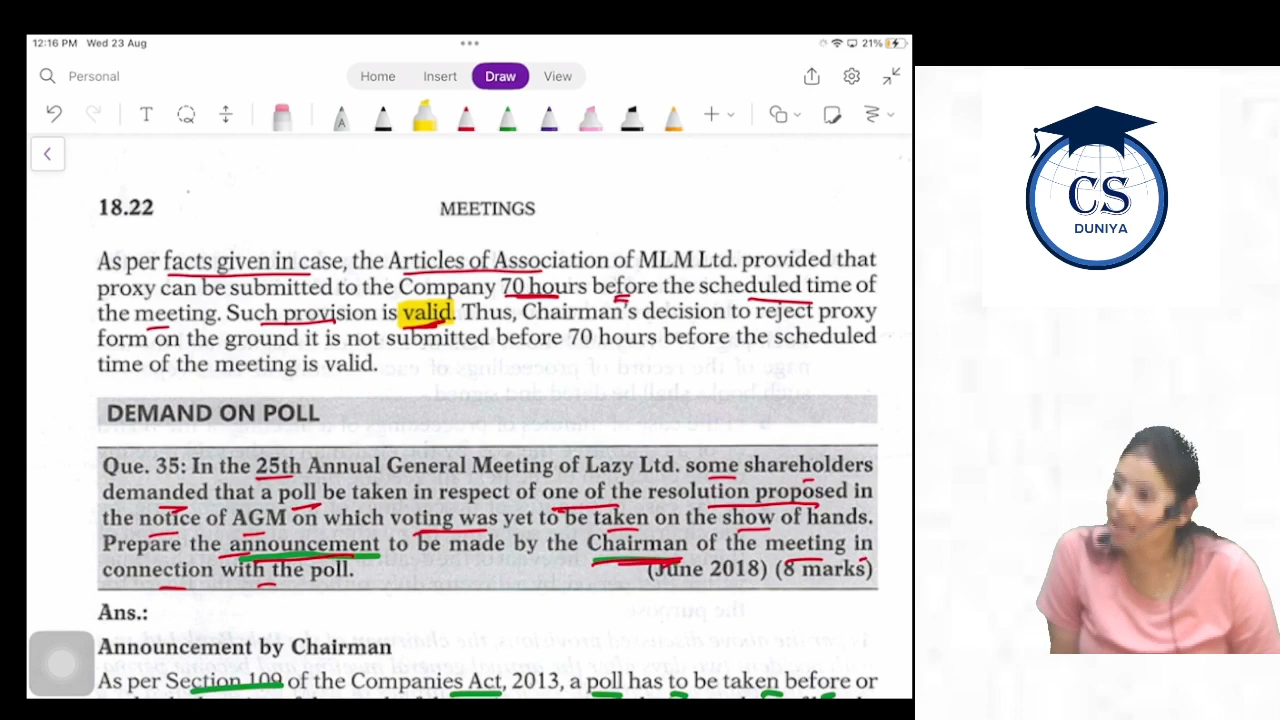 12:16 PM Wed 23 Aug
21%
Personal
Home Insert Draw View
T
A
18.22 MEETINGS
As per facts given in case, the Articles of Association of MLM Ltd. provided that
proxy can be submitted to the Company 70 hours before the scheduled time of
the meeting. Such provision is valid. Thus, Chairman's decision to reject proxy
form on the ground it is not submitted before 70 hours before the scheduled
time of the meeting is valid.
DEMAND ON POLL
Que. 35: In the 25th Annual General Meeting of Lazy Ltd. some shareholders
demanded that a poll be taken in respect of one of the resolution proposed in
the notice of AGM on which voting was yet to be taken on the show of hands.
Prepare the announcement to be made by the Chairman of the meeting in
connection with the poll. (June 2018) (8 marks)
Ans.:
Announcement by Chairman
As per Section 109 of the Companies Act, 2013, a poll has to be taken before or
CS
DUNIYA